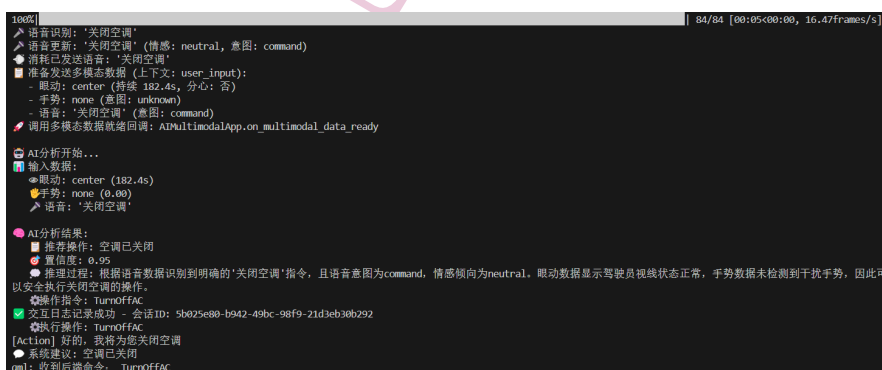 100%| | 84/84 [00:05<00:00, 16.47frames/s]
🎤 语音识别: '关闭空调'
🎤 语音更新: '关闭空调' (情感: neutral, 意图: command)
消耗已发送语音: '关闭空调'
📋 准备发送多模态数据 (上下文: user_input):
- 眼动: center (持续 182.4s, 分心: 否)
- 手势: none (意图: unknown)
- 语音: '关闭空调' (意图: command)
🚀 调用多模态数据就绪回调: AIMultimodalApp.on_multimodal_data_ready
🤖 AI分析开始...
📊 输入数据:
👁眼动: center (182.4s)
🖐手势: none (0.00)
🎤 语音: '关闭空调'
🧠 AI分析结果:
📋 推荐操作: 空调已关闭
🎯 置信度: 0.95
💭 推理过程: 根据语音数据识别到明确的'关闭空调'指令, 且语音意图为command, 情感倾向为neutral。眼动数据显示驾驶员视线状态正常, 手势数据未检测到干扰手势, 因此可
以安全执行关闭空调的操作。
⚙操作指令: TurnOffAC
✅ 交互日志记录成功 - 会话ID: 5b025e80-b942-49bc-98f9-21d3eb30b292
⚙执行操作: TurnOffAC
[Action] 好的, 我将为您关闭空调
💬 系统建议: 空调已关闭
qml: 收到后端命令: TurnOffAC